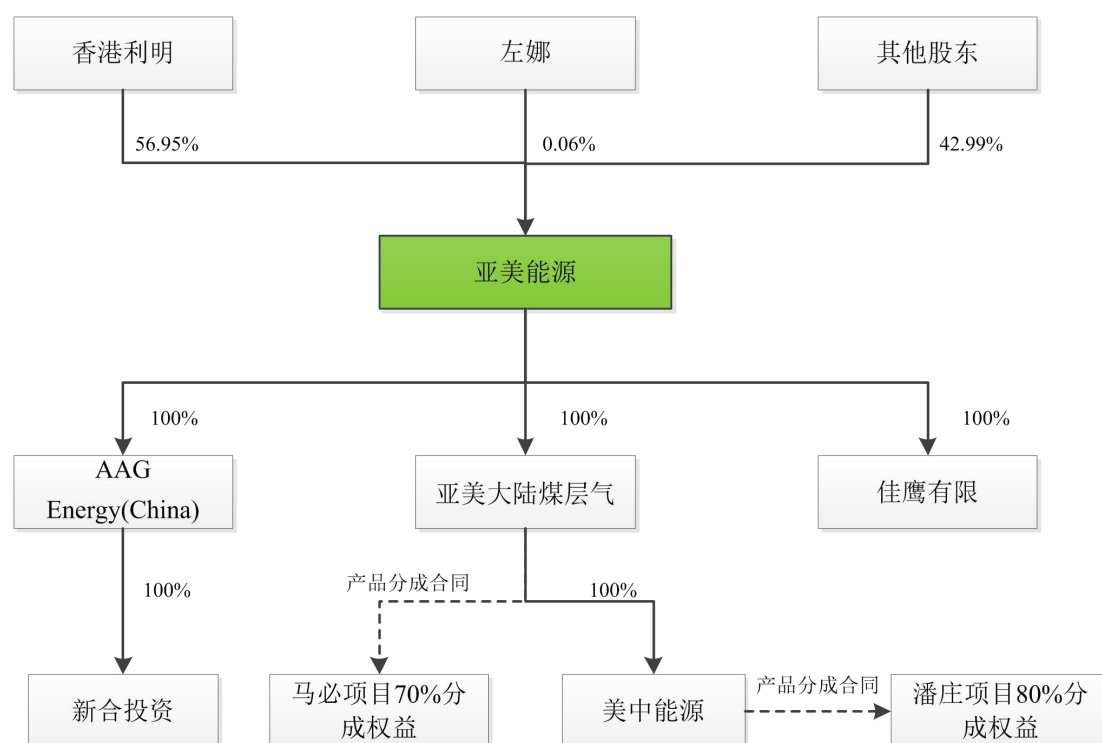 香港利明
左娜
其他股东
56.95%
0.06%
42.99%
亚美能源
100%
100%
100%
AAG
Energy(China)
亚美大陆煤层气
佳鹰有限
产品分成合同
100%
100%
新合投资
马必项目70%分
成权益
美中能源
产品分成合同
潘庄项目80%分
成权益